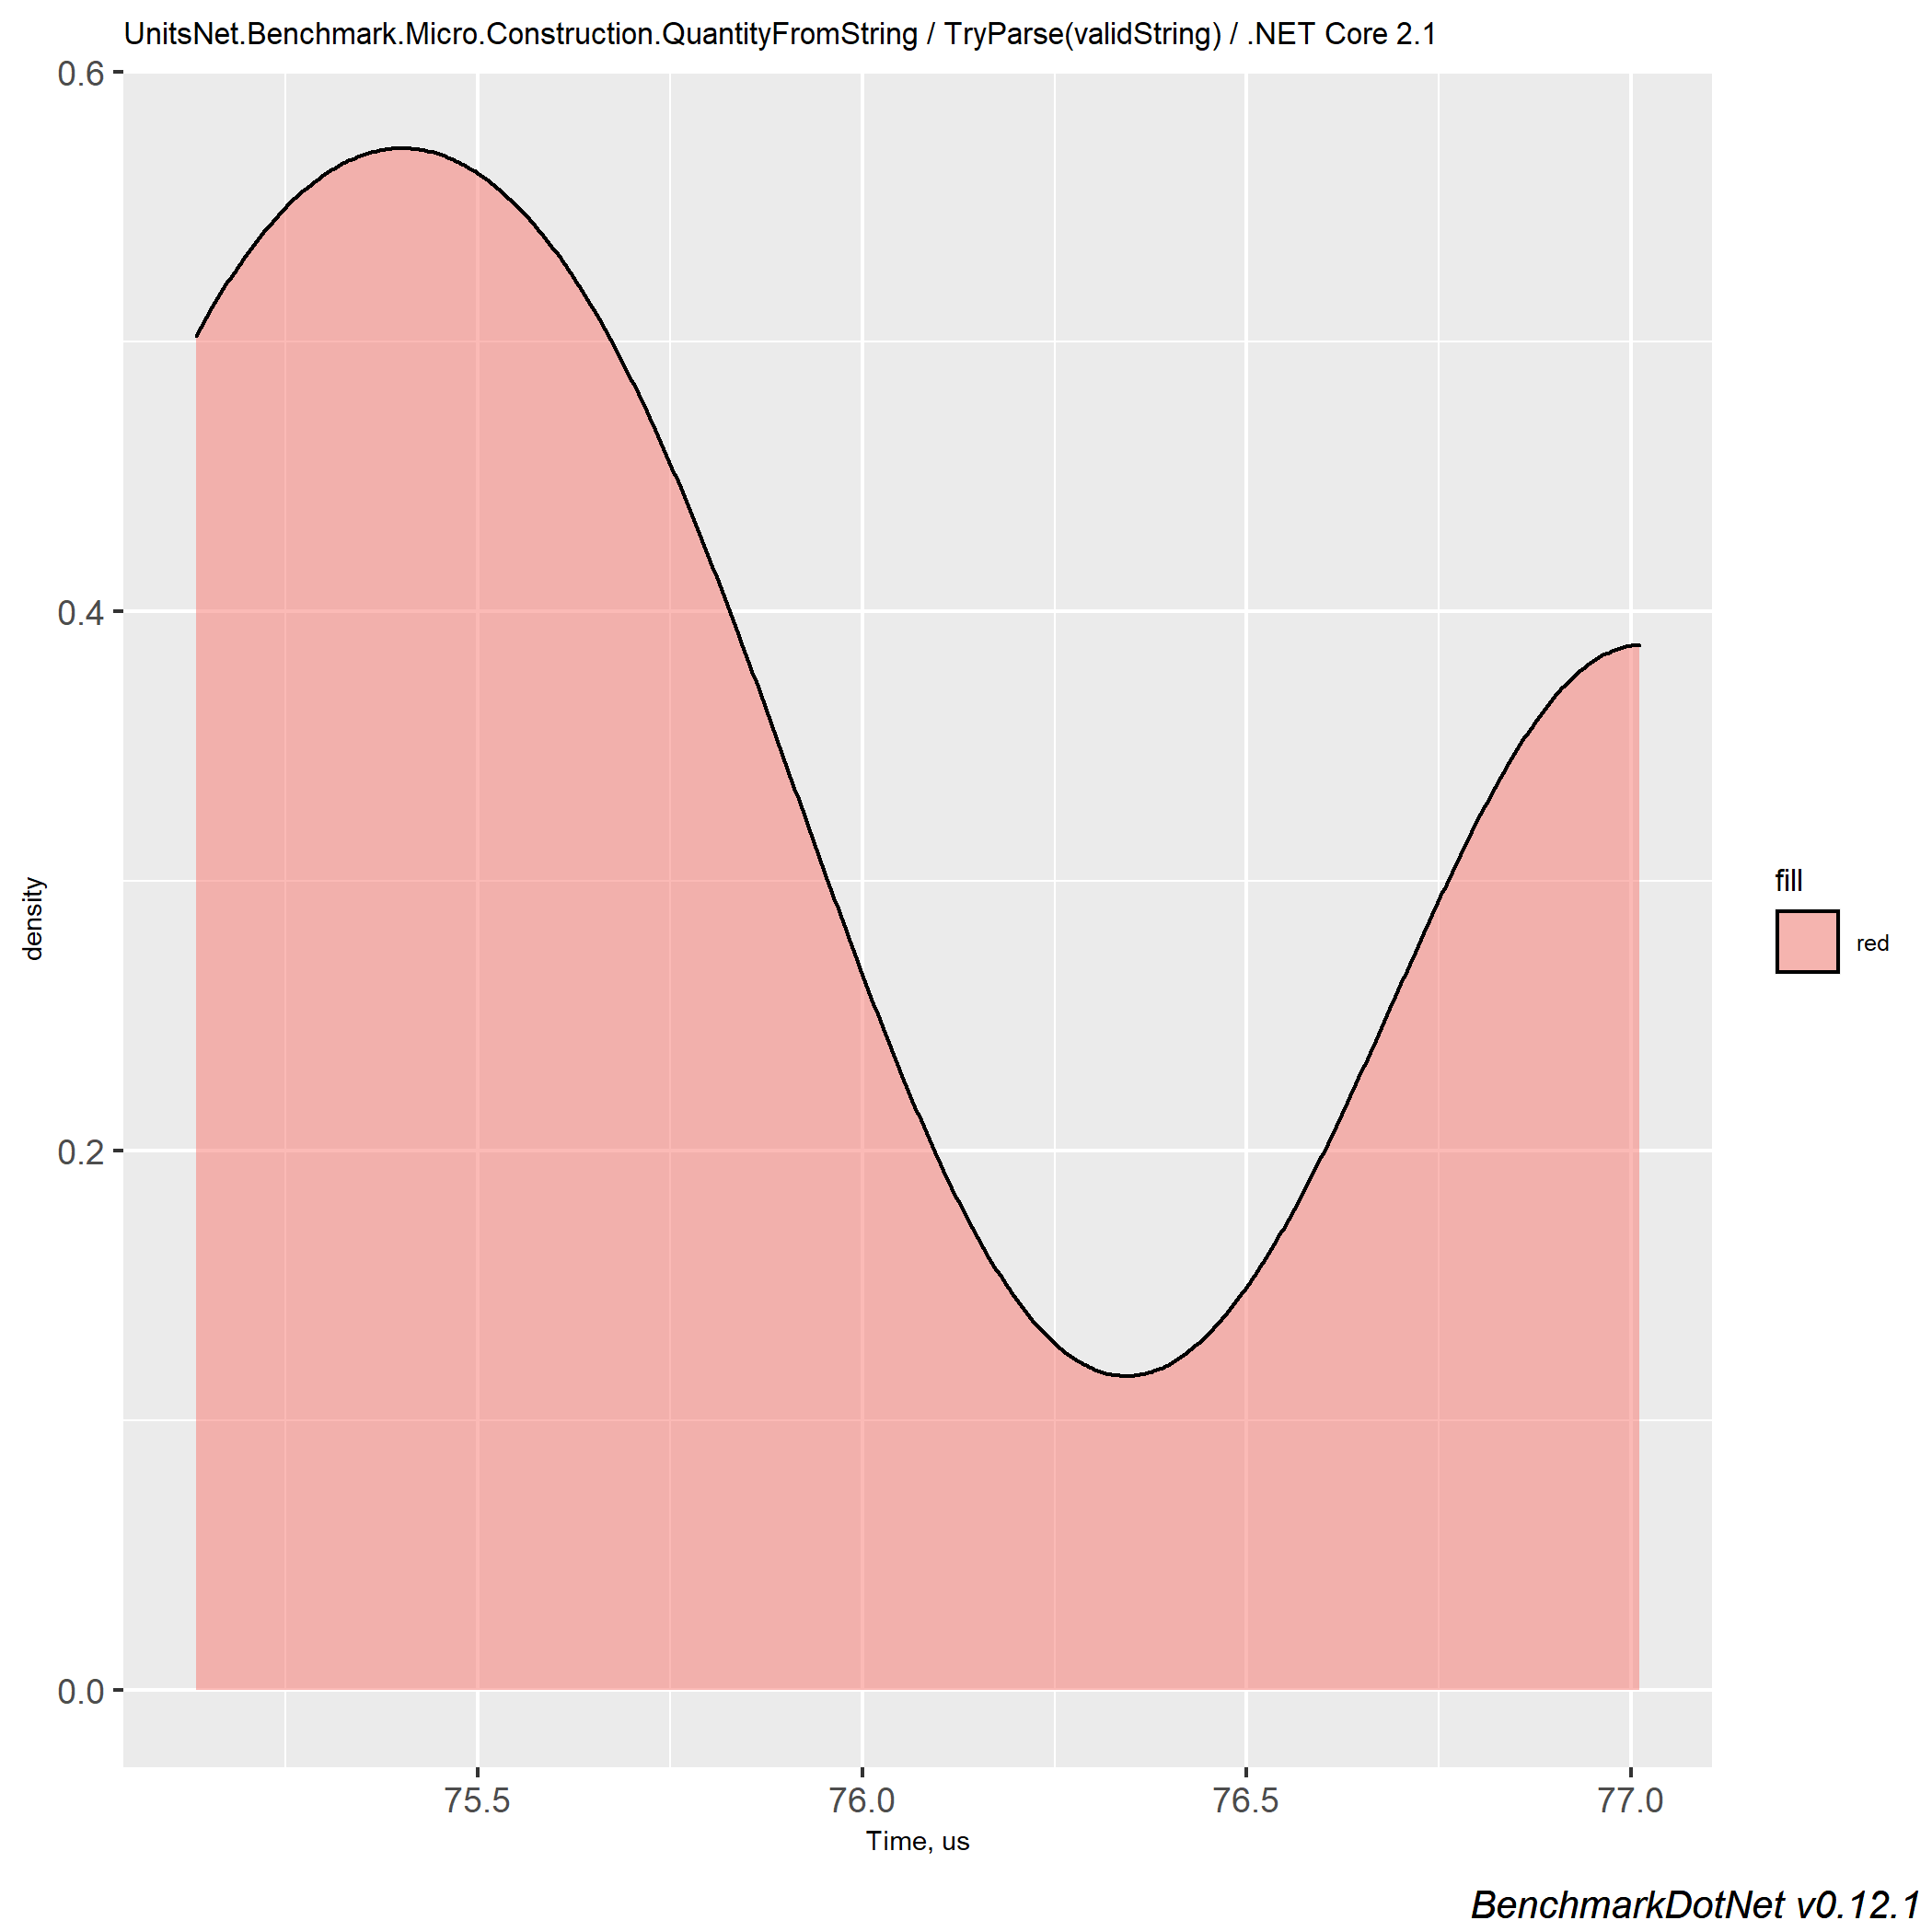 UnitsNet.Benchmark.Micro.Construction.QuantityFromString / TryParse(validString) / .NET Core 2.1
0.6
0.4
0.2
0.0
density
75.5 76.0 76.5 77.0
Time, us
fill
red
BenchmarkDotNet v0.12.1